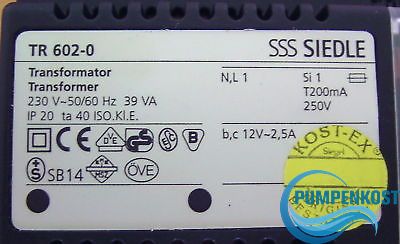 TR 602-0
SSS SIEDLE
Transformator
Transformer
230 V~50/60 Hz 39 VA
IP 20 ta 40 ISO.Kl.E.
N,L 1
Si 1
T200mA
250V
b,c 12V~2,5A
SB14
ÖVE
KOST-EX
Siegel
PUMPENKOST